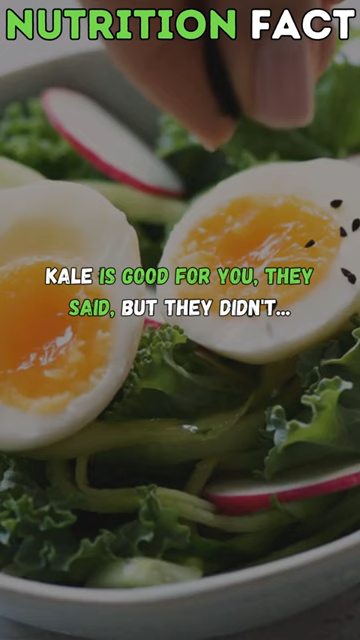 NUTRITION FACT
KALE IS GOOD FOR YOU, THEY
SAID, BUT THEY DIDN'T...